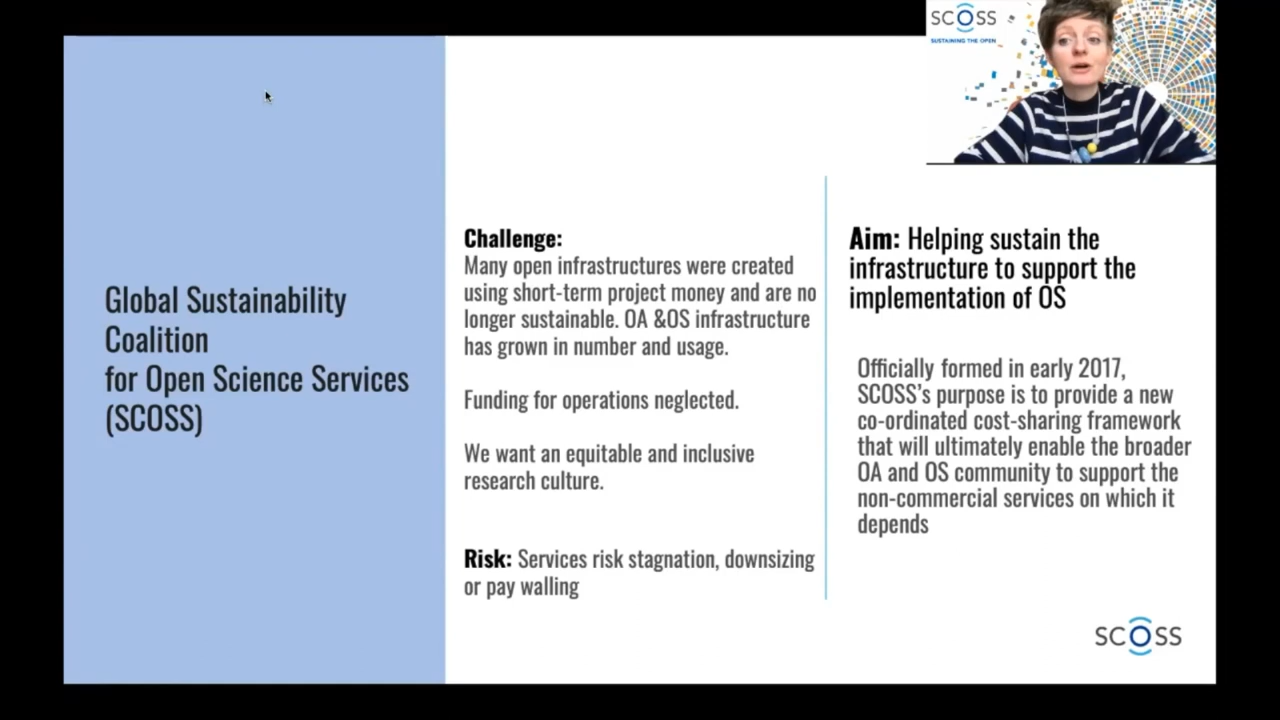 SCOSS
SUSTAINING THE OPEN
Global Sustainability
Coalition
for Open Science Services
(SCOSS)
Challenge:
Many open infrastructures were created
using short-term project money and are no
longer sustainable. OA &OS infrastructure
has grown in number and usage.
Funding for operations neglected.
We want an equitable and inclusive
research culture.
Risk: Services risk stagnation, downsizing
or pay walling
Aim: Helping sustain the
infrastructure to support the
implementation of OS
Officially formed in early 2017,
SCOSS's purpose is to provide a new
co-ordinated cost-sharing framework
that will ultimately enable the broader
OA and OS community to support the
non-commercial services on which it
depends
SCOSS